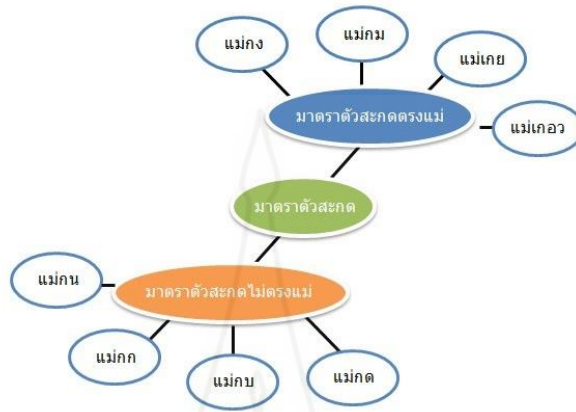 แม่กง
แม่กม
แม่เกย
มาตราตัวสะกดตรงแม่
แม่เกอว
มาตราตัวสะกด
แม่กน
มาตราตัวสะกดไม่ตรงแม่
แม่กก
แม่กบ
แม่กด